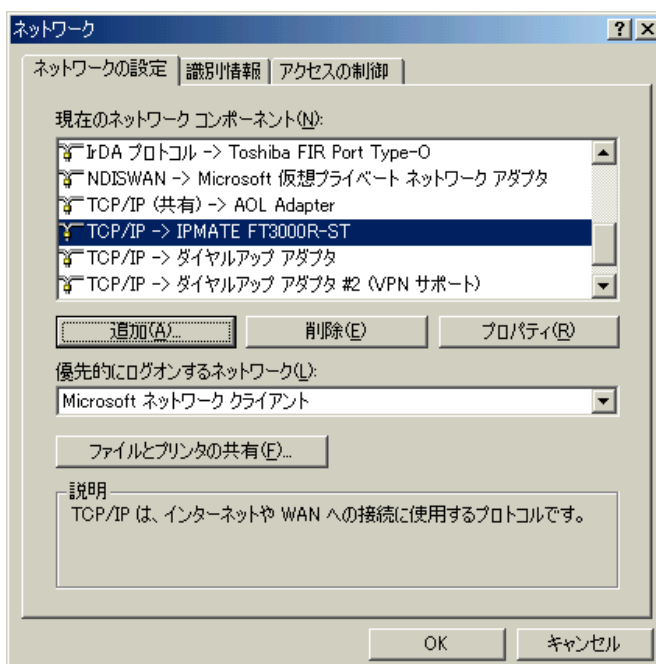 ネットワーク
ネットワークの設定 識別情報 アクセスの制御
現在のネットワーク コンポーネント(N):
IrDA プロトコル -> Toshiba FIR Port Type-O
NDISWAN -> Microsoft 仮想プライベート ネットワーク アダプタ
TCP/IP (共有) -> AOL Adapter
TCP/IP -> IPMATE FT3000R-ST
TCP/IP -> ダイヤルアップ アダプタ
TCP/IP -> ダイヤルアップ アダプタ #2 (VPN サポート)
追加(A)... 削除(E) プロパティ(R)
優先的にログオンするネットワーク(L):
Microsoft ネットワーク クライアント
ファイルとプリンタの共有(F)...
説明
TCP/IP は、インターネットや WAN への接続に使用するプロトコルです。
OK キャンセル